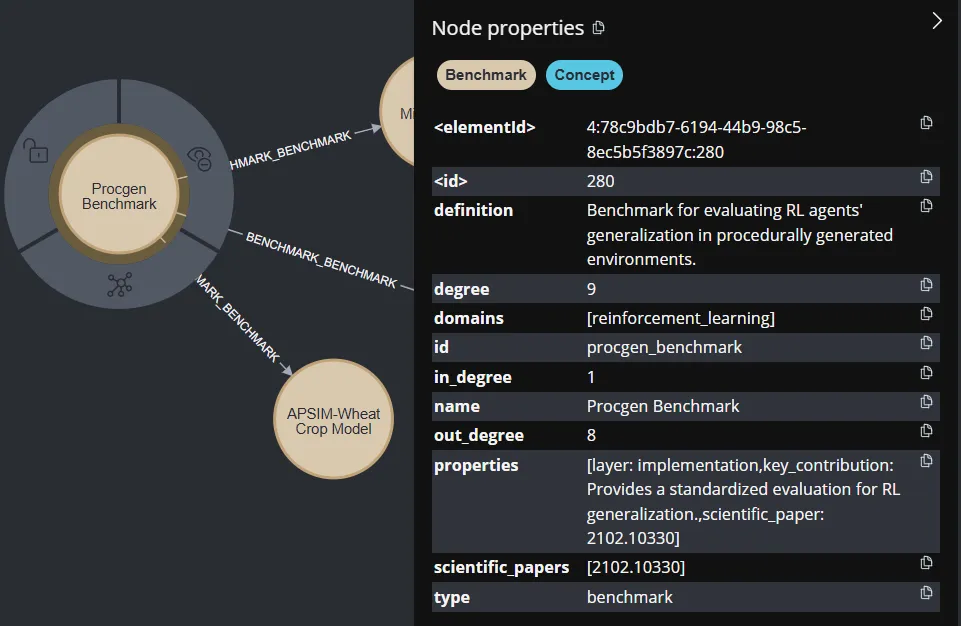 Node properties
Benchmark
Concept
<elementId> 4:78c9bdb7-6194-44b9-98c5-
8ec5b5f3897c:280
<id> 280
definition Benchmark for evaluating RL agents'
generalization in procedurally generated
environments.
degree 9
domains [reinforcement_learning]
id procgen_benchmark
in_degree 1
name Procgen Benchmark
out_degree 8
properties [layer: implementation,key_contribution:
Provides a standardized evaluation for RL
generalization.,scientific_paper:
2102.10330]
scientific_papers [2102.10330]
type benchmark
Procgen
Benchmark
HMARK_BENCHMARK
Mi
BENCHMARK_BENCHMARK
MARK_BENCHMARK
APSIM-Wheat
Crop Model